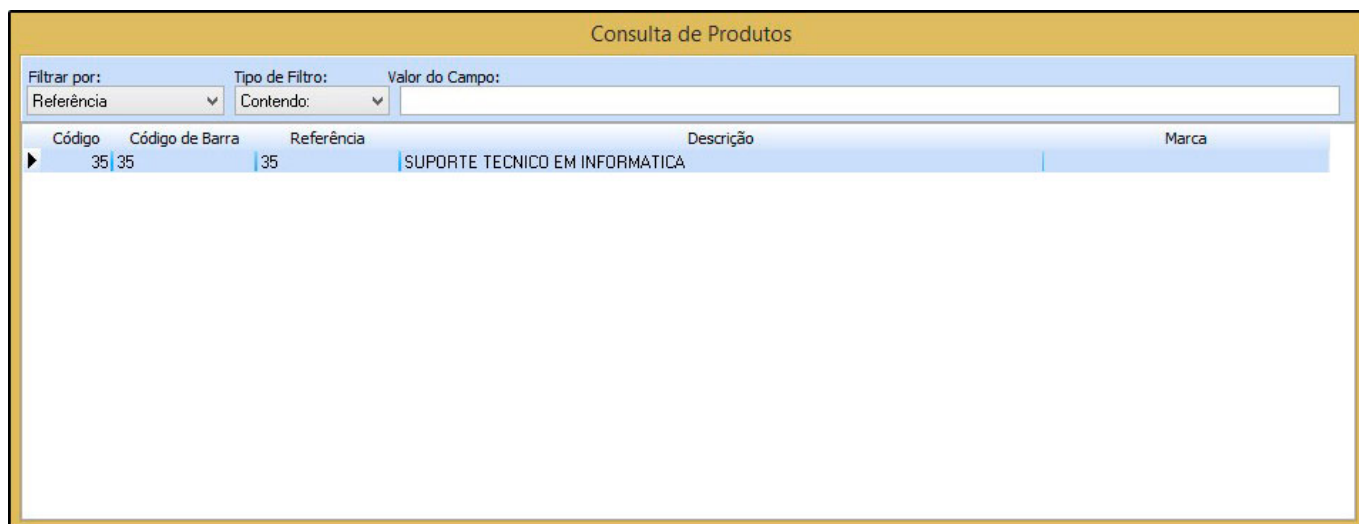 Consulta de Produtos
Filtrar por: Tipo de Filtro: Valor do Campo:
Referência Contendo:
Código Código de Barra Referência Descrição Marca
35 35 35 SUPORTE TECNICO EM INFORMATICA